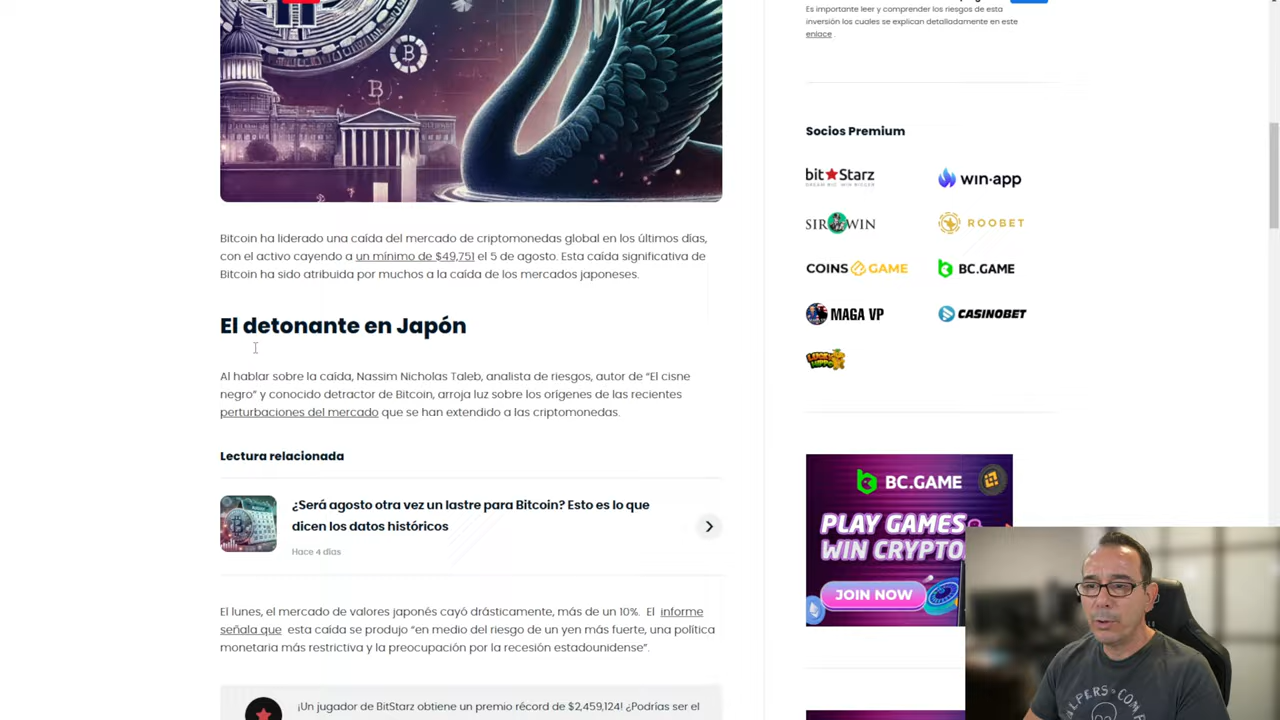 Bitcoin ha liderado una caída del mercado de criptomonedas global en los últimos días,
con el activo cayendo a un mínimo de $49,751 el 5 de agosto. Esta caída significativa de
Bitcoin ha sido atribuida por muchos a la caída de los mercados japoneses.
El detonante en Japón
Al hablar sobre la caída, Nassim Nicholas Taleb, analista de riesgos, autor de “El cisne
negro” y conocido detractor de Bitcoin, arroja luz sobre los orígenes de las recientes
perturbaciones del mercado que se han extendido a las criptomonedas.
Lectura relacionada
¿Será agosto otra vez un lastre para Bitcoin? Esto es lo que
dicen los datos históricos
Hace 4 días
El lunes, el mercado de valores japonés cayó drásticamente, más de un 10%. El informe
señala que esta caída se produjo “en medio del riesgo de un yen más fuerte, una política
monetaria más restrictiva y la preocupación por la recesión estadounidense”.
¡Un jugador de BitStarz obtiene un premio récord de $2,459,124! ¿Podrías ser el
Es importante leer y comprender los riesgos de esta
inversión los cuales se explican detalladamente en este
enlace .
Socios Premium
bit Starz
DREAM BIG. WIN BIGGER
win.app
SIR WIN
ROOBET
COINS GAME
BC.GAME
MAGA VP
CASINOBET
LUCKY
HIPPO
BC.GAME
PLAY GAMES
WIN CRYPTO
JOIN NOW